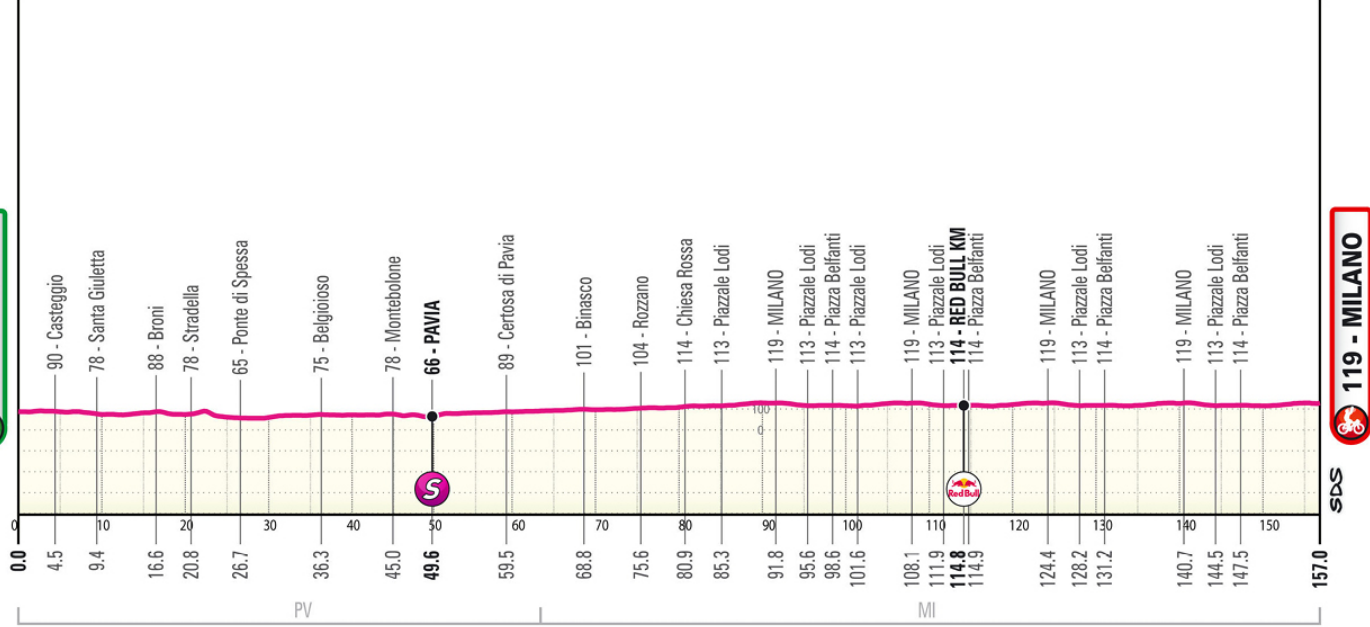 90 - Casteggio
78 - Santa Giuletta
88 - Broni
78 - Stradella
65 - Ponte di Spessa
75 - Belgioioso
78 - Montebolone
66 - PAVIA
89 - Certosa di Pavia
101 - Binasco
104 - Rozzano
114 - Chiesa Rossa
113 - Piazzale Lodi
119 - MILANO
113 - Piazzale Lodi
114 - Piazza Belfanti
113 - Piazzale Lodi
119 - MILANO
113 - Piazzale Lodi
114 - RED BULL KM
114 - Piazza Belfanti
119 - MILANO
113 - Piazzale Lodi
114 - Piazza Belfanti
119 - MILANO
113 - Piazzale Lodi
114 - Piazza Belfanti
119 - MILANO
100
0
S
Red Bull
SDS
0 10 20 30 40 50 60 70 80 90 100 110 120 130 140 150
0.0 4.5 9.4 16.6 20.8 26.7 36.3 45.0 49.6 59.5 68.8 75.6 80.9 85.3 91.8 95.6 98.6 101.6 108.1 111.9 114.8 114.9 124.4 128.2 131.2 140.7 144.5 147.5 157.0
PV MI